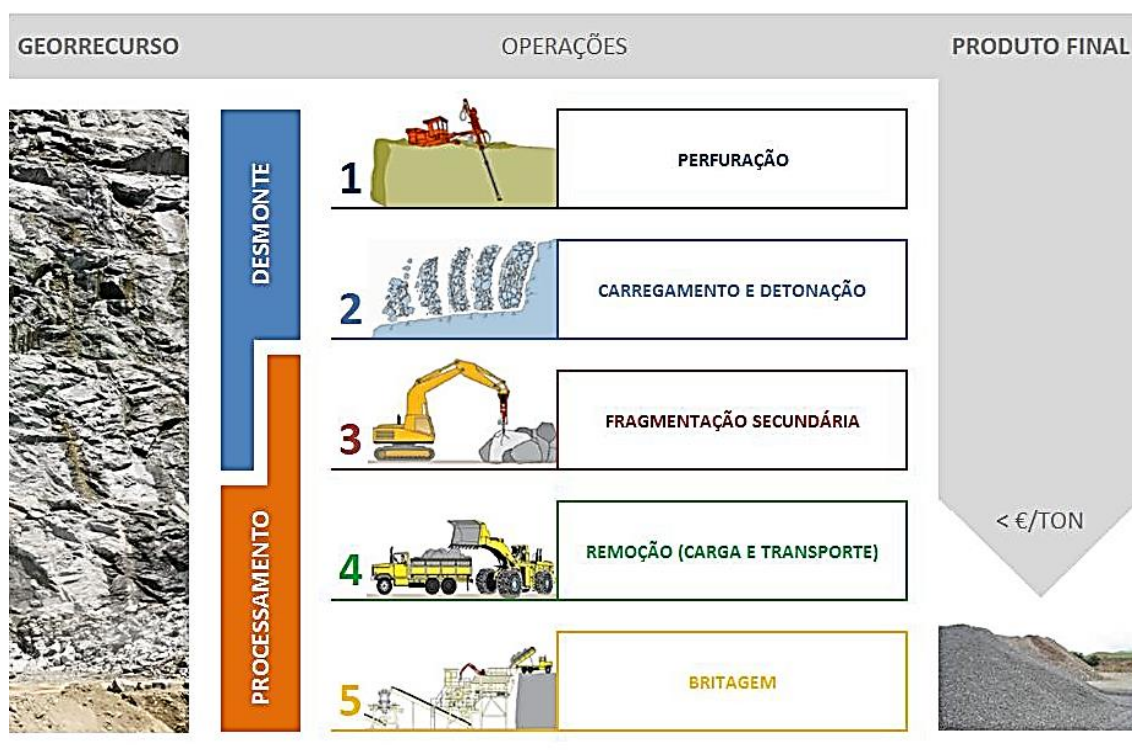 GEORRECURSO
OPERAÇÕES
PRODUTO FINAL
DESMONTE
PROCESSAMENTO
1
PERFURAÇÃO
2
CARREGAMENTO E DETONAÇÃO
3
FRAGMENTAÇÃO SECUNDÁRIA
4
REMOÇÃO (CARGA E TRANSPORTE)
5
BRITAGEM
< €/TON